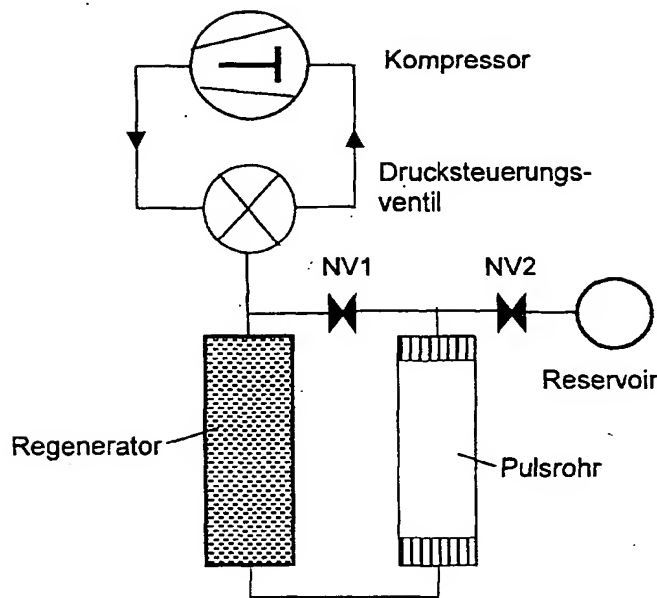 Kompressor
Drucksteuerungs-
ventil
NV1
NV2
Reservoir
Regenerator
Pulsrohr